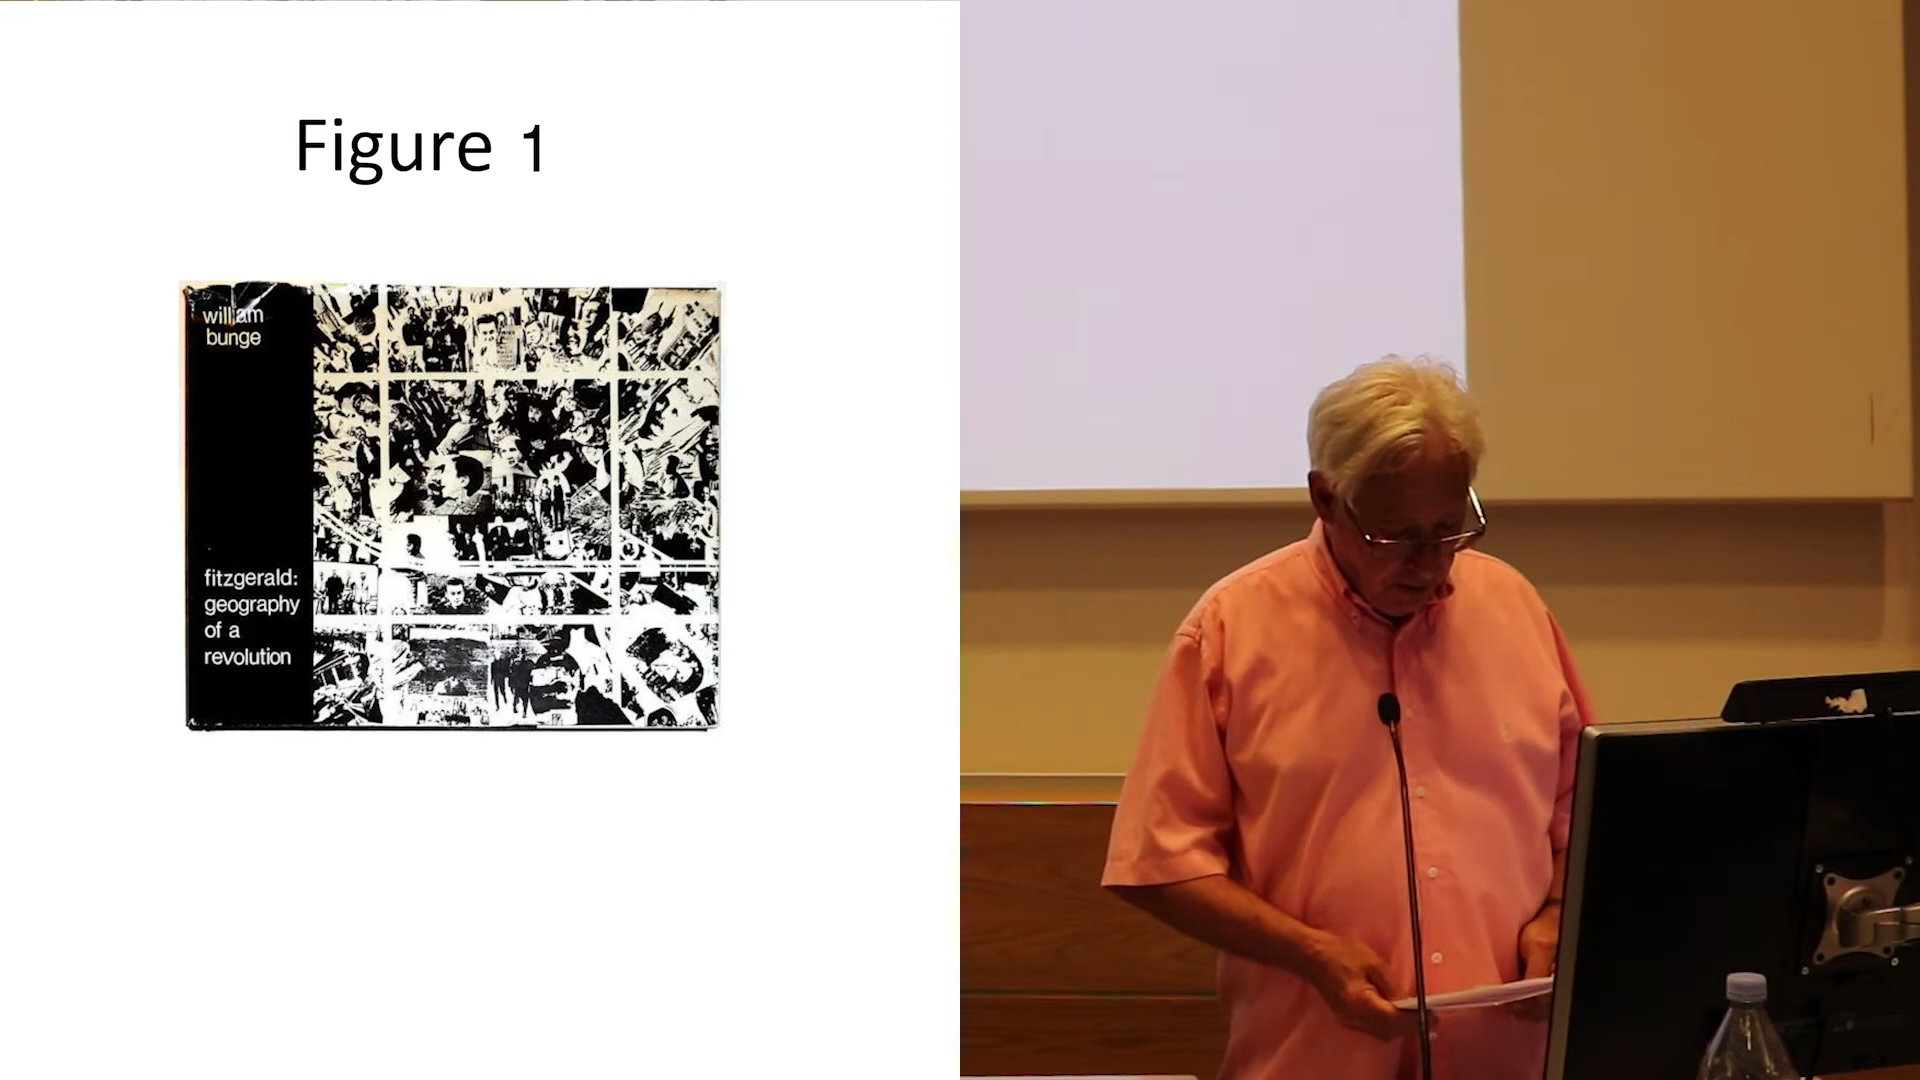 Figure 1
william
bunge
fitzgerald:
geography
of a
revolution